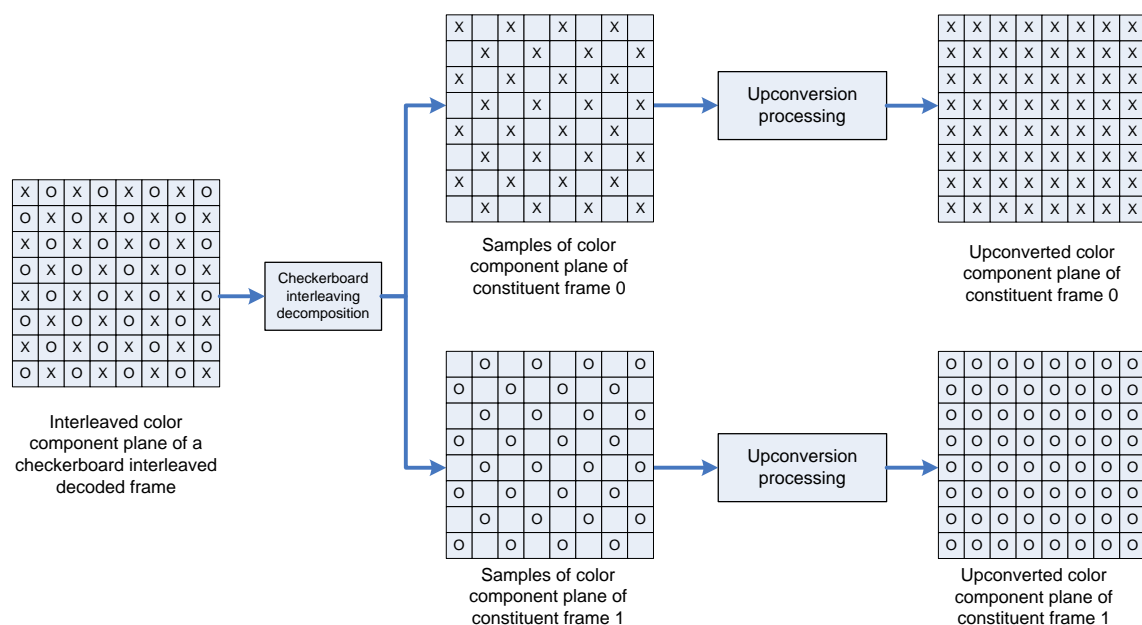 X O X O X O X O
O X O X O X O X
X O X O X O X O
O X O X O X O X
X O X O X O X O
O X O X O X O X
X O X O X O X O
O X O X O X O X
Interleaved color
component plane of a
checkerboard interleaved
decoded frame
Checkerboard
interleaving
decomposition
X X X X
X X X X
X X X X
X X X X
X X X X
X X X X
X X X X
X X X X
Samples of color
component plane of
constituent frame 0
Upconversion
processing
X X X X X X X X
X X X X X X X X
X X X X X X X X
X X X X X X X X
X X X X X X X X
X X X X X X X X
X X X X X X X X
X X X X X X X X
Upconverted color
component plane of
constituent frame 0
O O O O
O O O O
O O O O
O O O O
O O O O
O O O O
O O O O
O O O O
Samples of color
component plane of
constituent frame 1
Upconversion
processing
O O O O O O O O
O O O O O O O O
O O O O O O O O
O O O O O O O O
O O O O O O O O
O O O O O O O O
O O O O O O O O
O O O O O O O O
Upconverted color
component plane of
constituent frame 1